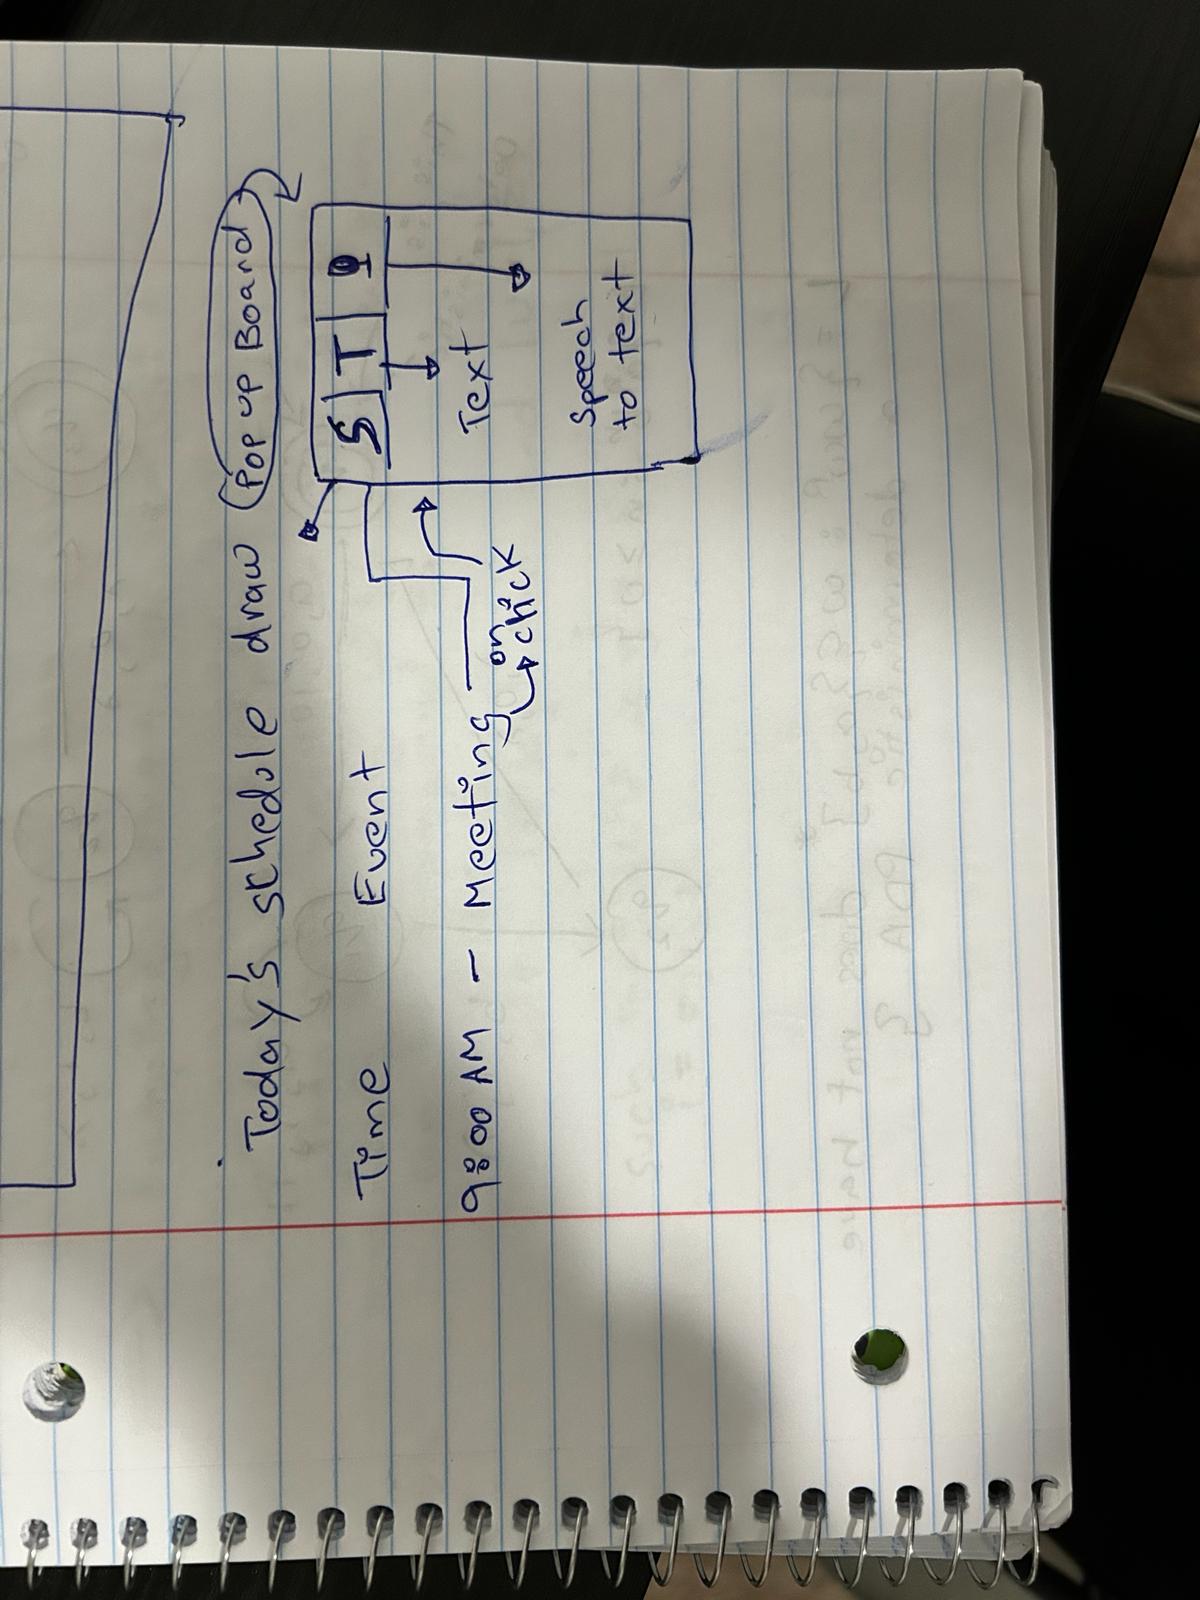 Today's schedule draw (Pop up Board
S | T |
Time Event
Text
9:00 AM - Meeting
on
click
Speech
to text